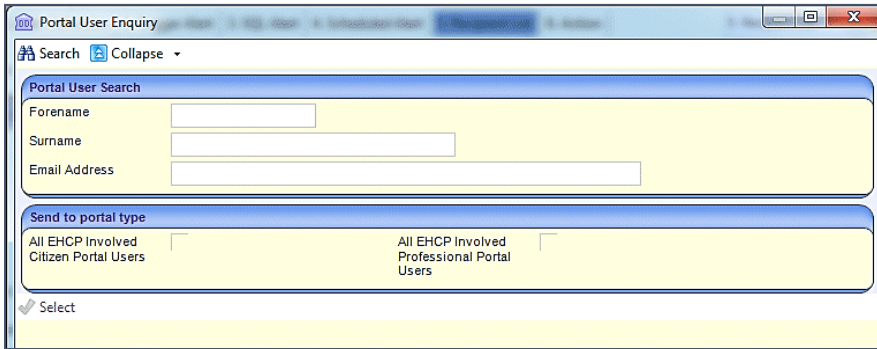 Portal User Enquiry
Search Collapse
Portal User Search
Forename
Surname
Email Address
Send to portal type
All EHCP Involved
Citizen Portal Users
All EHCP Involved
Professional Portal
Users
Select